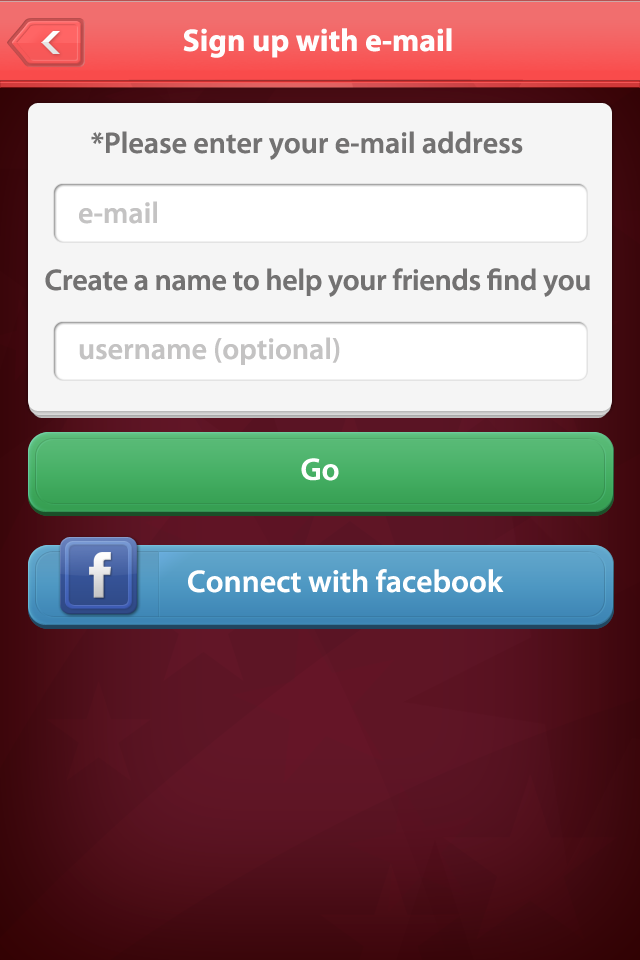 Sign up with e-mail
*Please enter your e-mail address
e-mail
Create a name to help your friends find you
username (optional)
Go
f
Connect with facebook